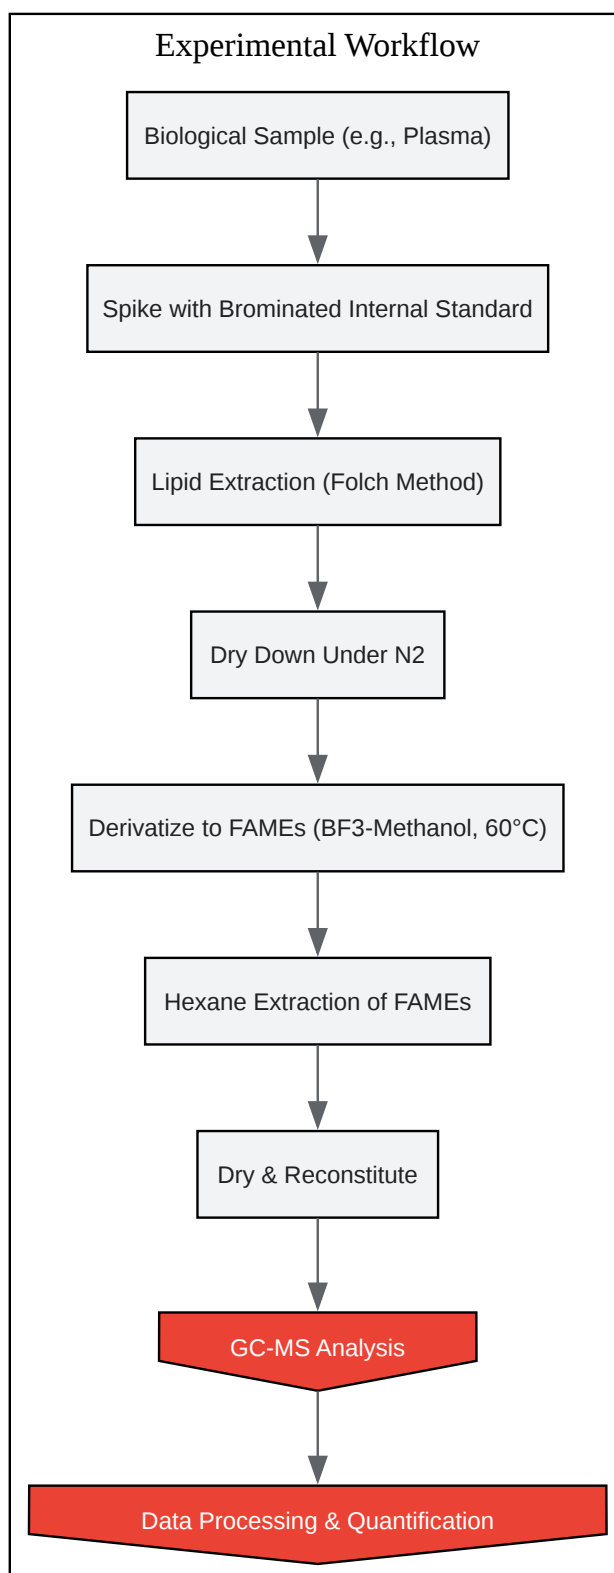 Experimental Workflow
Biological Sample (e.g., Plasma)
Spike with Brominated Internal Standard
Lipid Extraction (Folch Method)
Dry Down Under N2
Derivatize to FAMEs (BF3-Methanol, 60°C)
Hexane Extraction of FAMEs
Dry & Reconstitute
GC-MS Analysis
Data Processing & Quantification